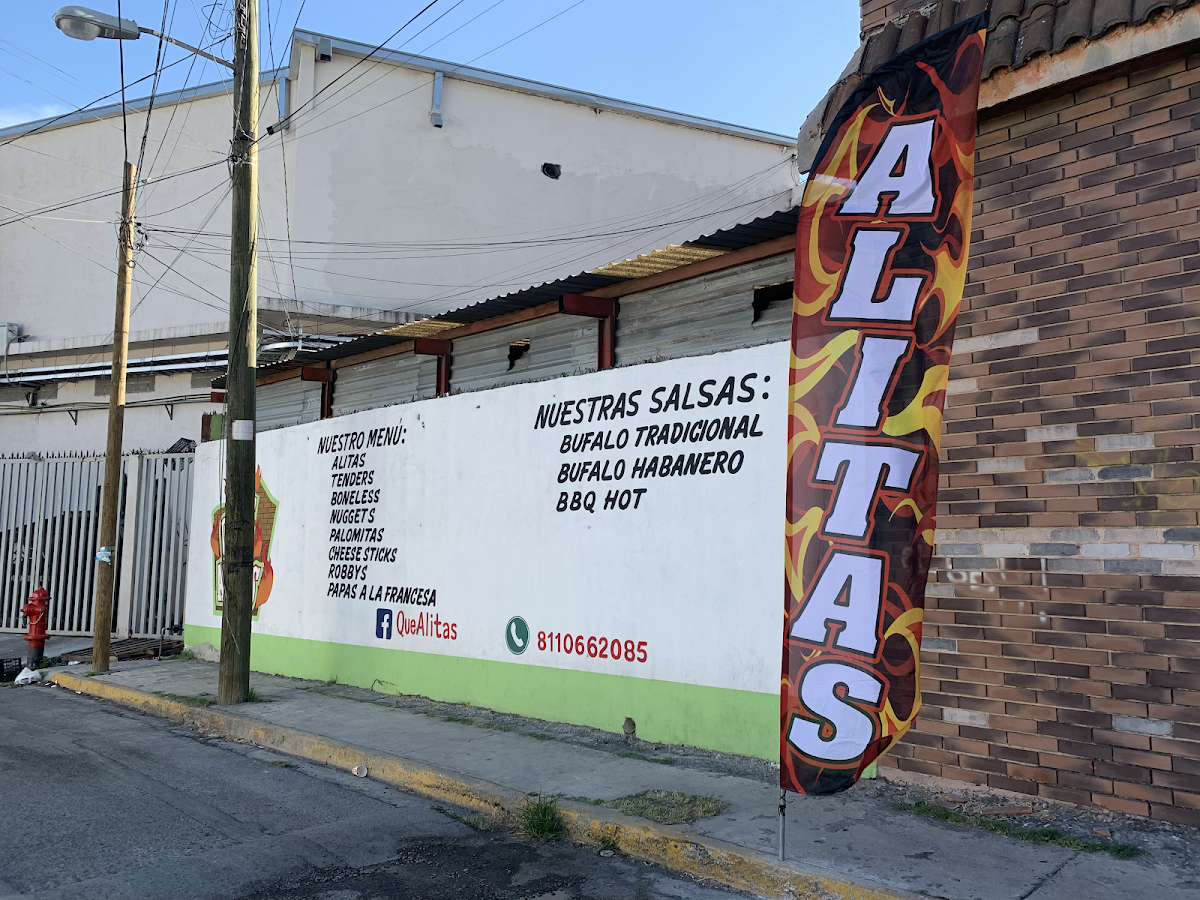 NUESTRO MENÚ:
ALITAS
TENDERS
BONELESS
NUGGETS
PALOMITAS
CHEESE STICKS
ROBBYS
PAPAS A LA FRANCESA
QueAlitas
NUESTRAS SALSAS:
BUFALO TRADICIONAL
BUFALO HABANERO
BBQ HOT
8110662085
ALITAS